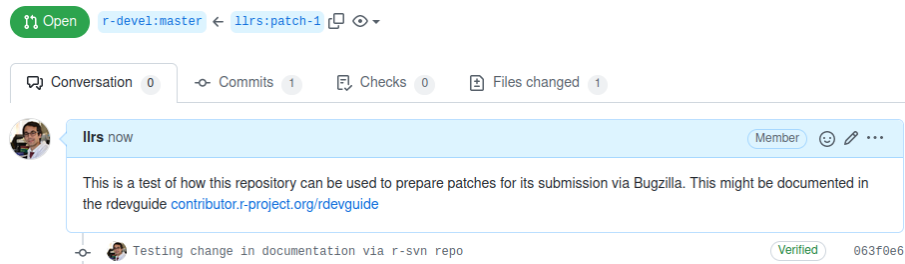 Open r-devel:master ← llrs:patch-1
Conversation 0 Commits 1 Checks 0 Files changed 1
llrs now Member
This is a test of how this repository can be used to prepare patches for its submission via Bugzilla. This might be documented in
the rdevguide contributor.r-project.org/rdevguide
Testing change in documentation via r-svn repo Verified 063f0e6